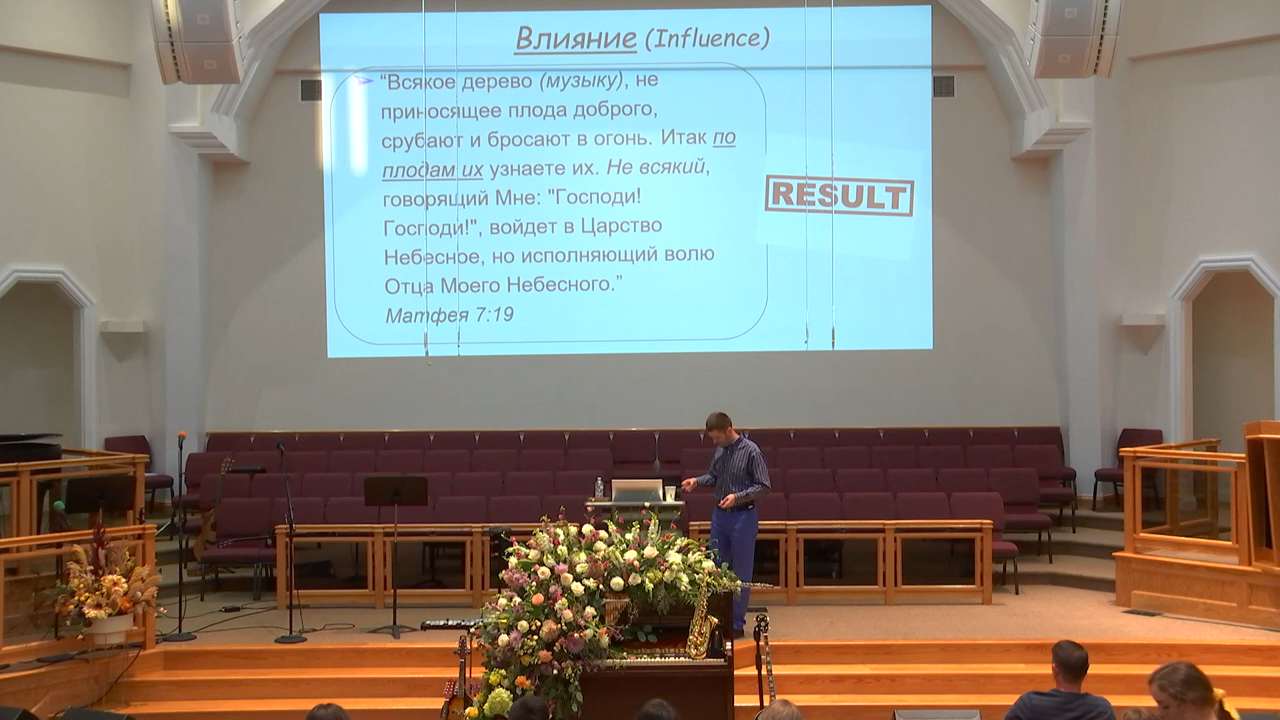 Влияние (Influence)
“Всякое дерево (музыку), не
приносящее плода доброго,
срубают и бросают в огонь. Итак по
плодам их узнаете их. Не всякий,
говорящий Мне: "Господи!
Господи!", войдет в Царство
Небесное, но исполняющий волю
Отца Моего Небесного.”
Матфея 7:19
RESULT